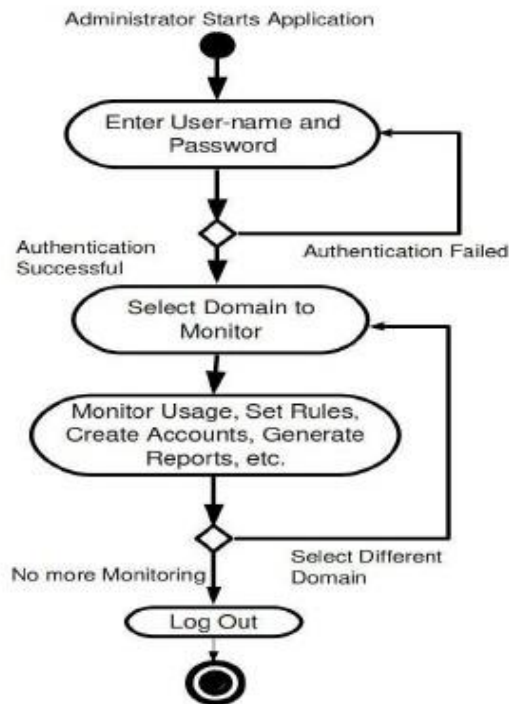 Administrator Starts Application
Enter User-name and
Password
Authentication
Successful
Authentication Failed
Select Domain to
Monitor
Monitor Usage, Set Rules,
Create Accounts, Generate
Reports, etc.
No more Monitoring
Select Different
Domain
Log Out